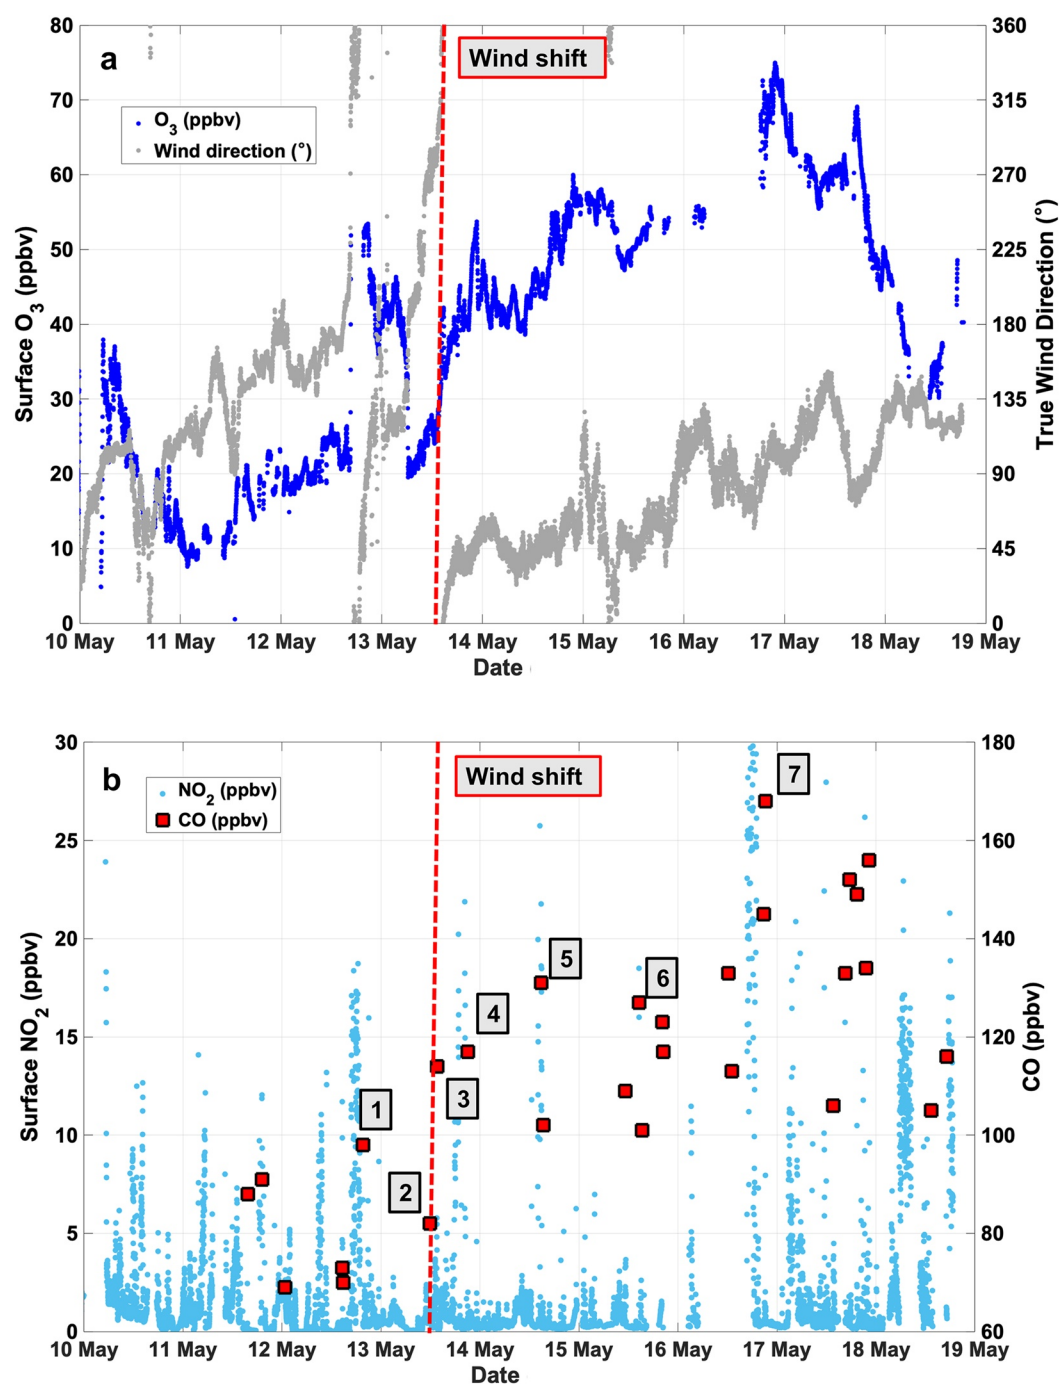 a
Wind shift
O3 (ppbv)
Wind direction (°)
80
70
60
50
40
30
20
10
0
Surface O3 (ppbv)
360
315
270
225
180
135
90
45
0
True Wind Direction (°)
10 May 11 May 12 May 13 May 14 May 15 May 16 May 17 May 18 May 19 May
Date
b
Wind shift
NO2 (ppbv)
CO (ppbv)
7
5
6
4
3
1
2
30
25
20
15
10
5
0
Surface NO2 (ppbv)
180
160
140
120
100
80
60
CO (ppbv)
10 May 11 May 12 May 13 May 14 May 15 May 16 May 17 May 18 May 19 May
Date